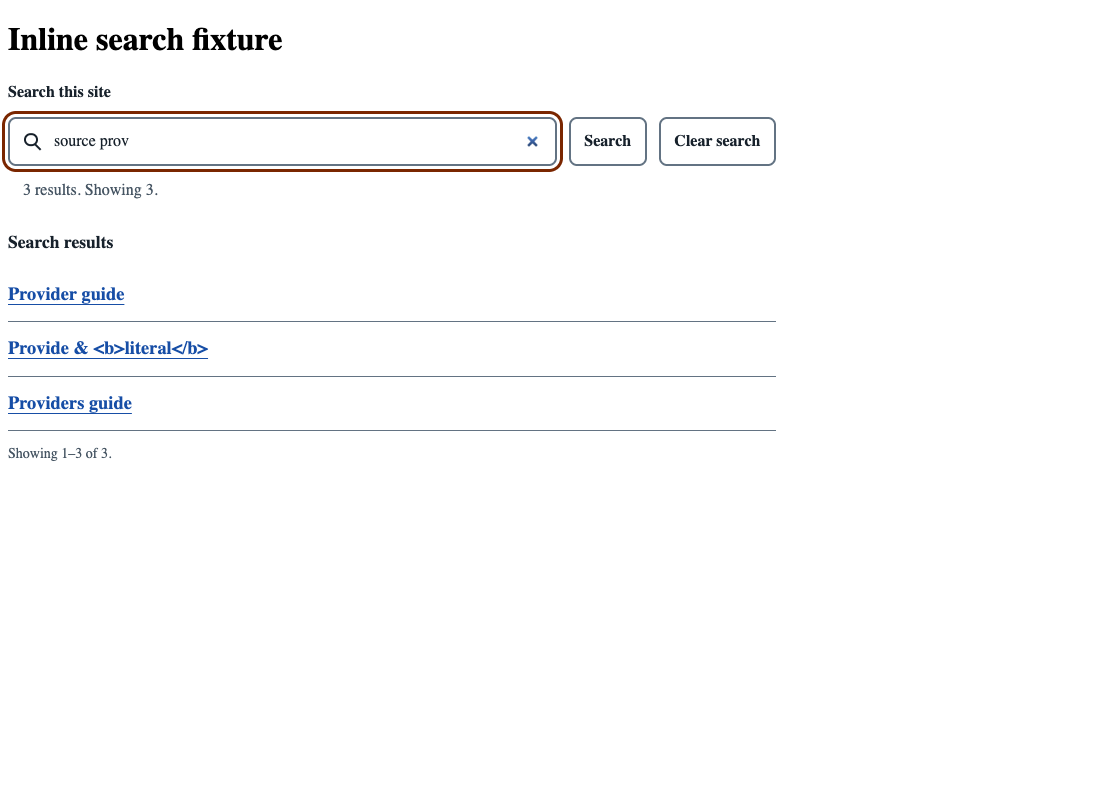 Inline search fixture
Search this site
source prov
Search
Clear search
3 results. Showing 3.
Search results
Provider guide
Provide & <b>literal</b>
Providers guide
Showing 1–3 of 3.